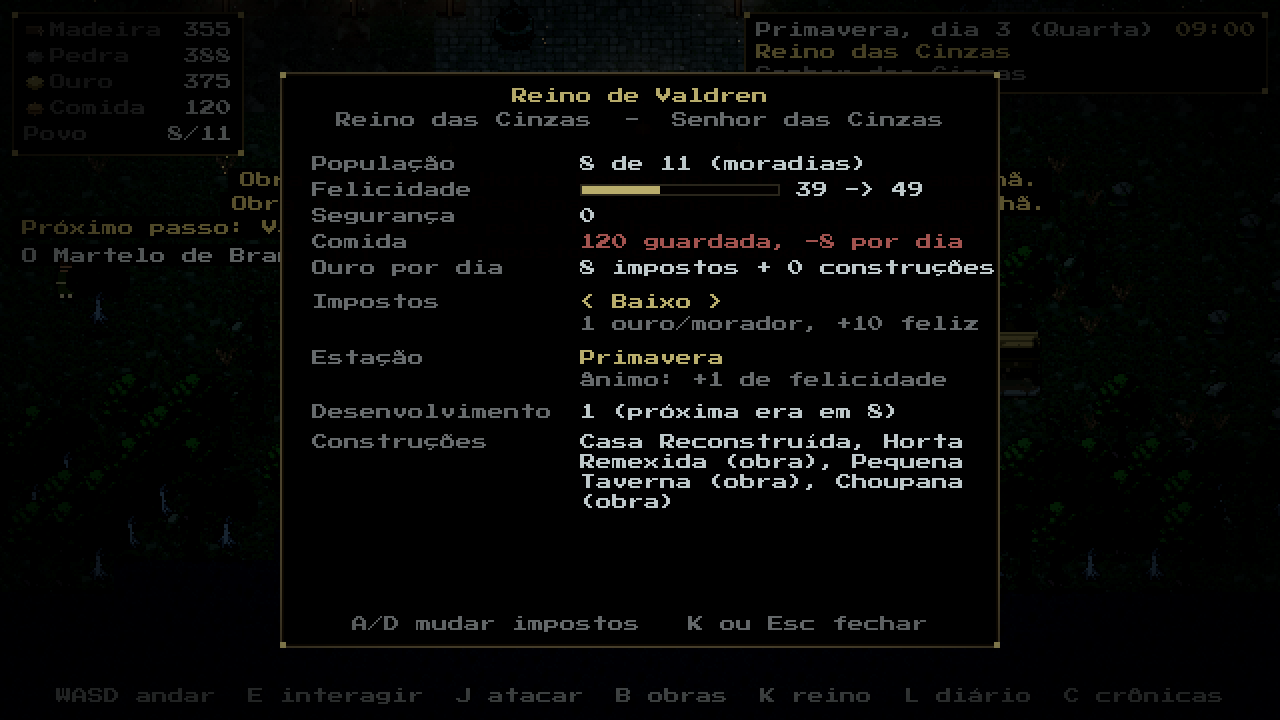 Madeira 355
Pedra 388
Ouro 375
Comida 120
Povo 8/11
Primavera, dia 3 (Quarta) 09:00
Reino das Cinzas
Reino de Valdren
Reino das Cinzas - Senhor das Cinzas
População 8 de 11 (moradias)
Felicidade 39 -> 49
Segurança 0
Comida 120 guardada, -8 por dia
Ouro por dia 8 impostos + 0 construções
Impostos < Baixo >
1 ouro/morador, +10 feliz
Estação Primavera
ânimo: +1 de felicidade
Desenvolvimento 1 (próxima era em 8)
Construções Casa Reconstruída, Horta
Remexida (obra), Pequena
Taverna (obra), Choupana
(obra)
A/D mudar impostos K ou Esc fechar
Próximo passo:
O Martelo de
WASD andar E interagir J atacar B obras K reino L diário C crônicas